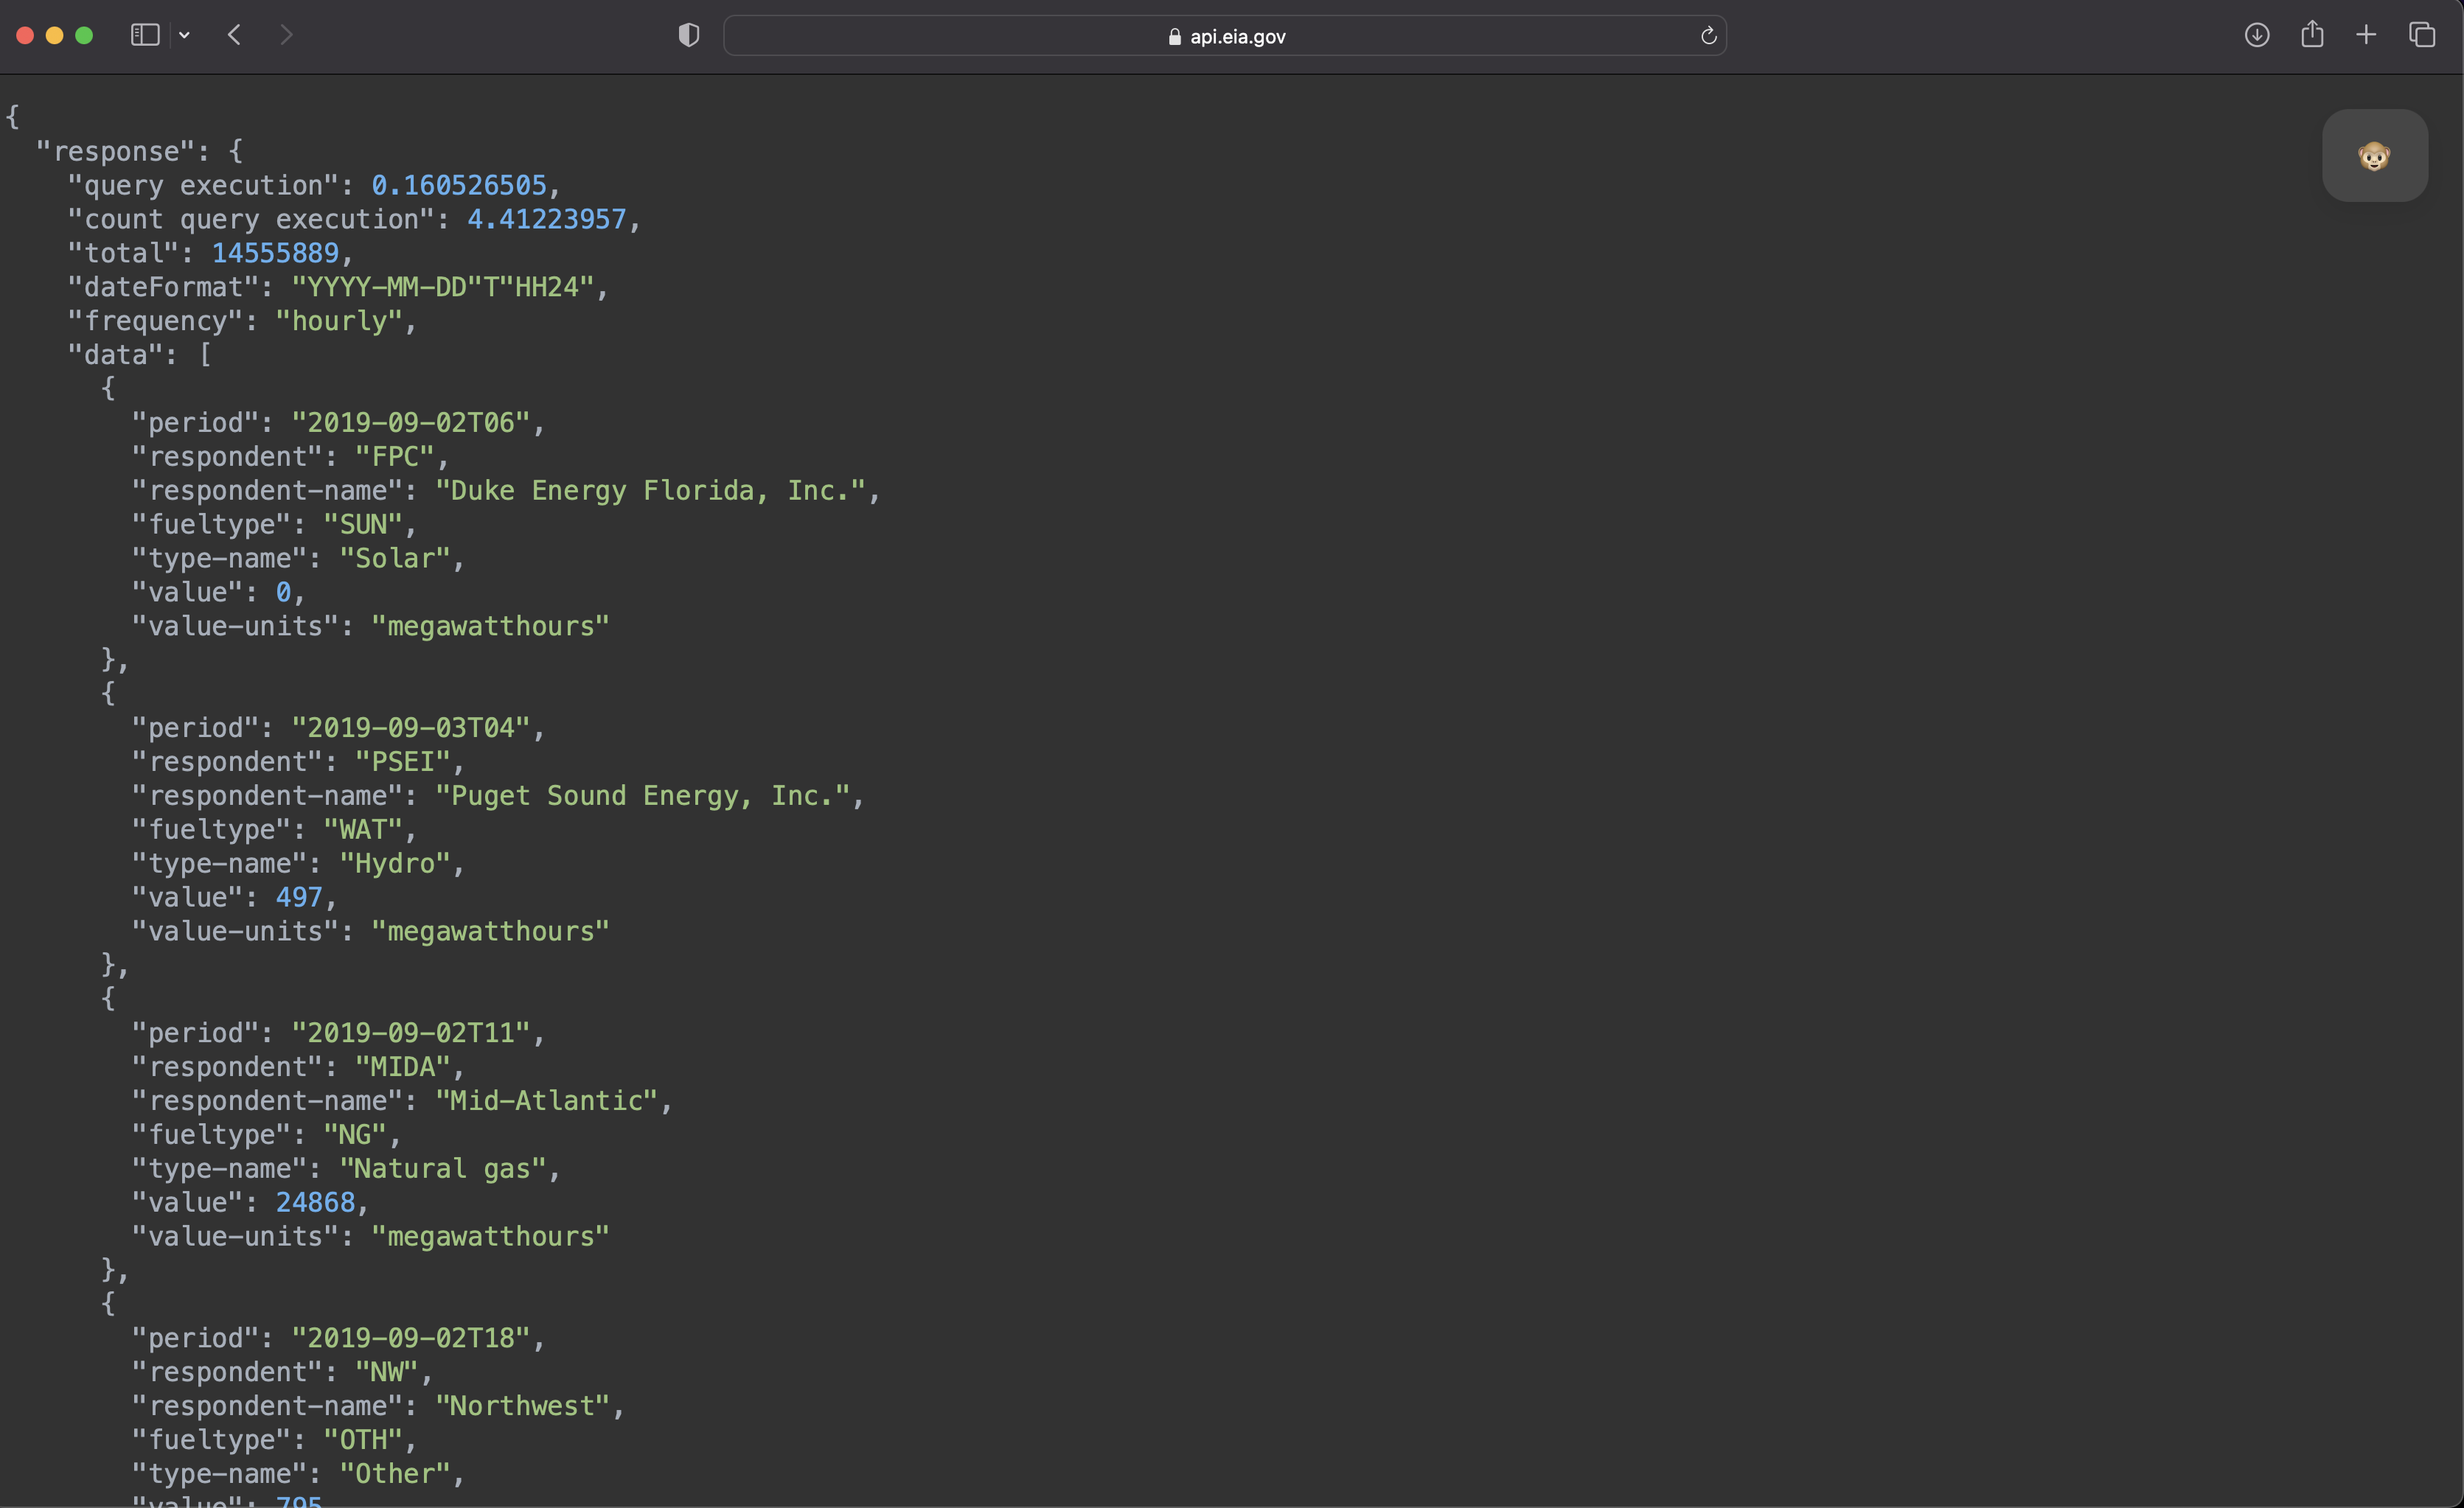 api.eia.gov
{
  "response": {
    "query execution": 0.160526505,
    "count query execution": 4.41223957,
    "total": 14555889,
    "dateFormat": "YYYY-MM-DD"T"HH24",
    "frequency": "hourly",
    "data": [
      {
        "period": "2019-09-02T06",
        "respondent": "FPC",
        "respondent-name": "Duke Energy Florida, Inc.",
        "fueltype": "SUN",
        "type-name": "Solar",
        "value": 0,
        "value-units": "megawatthours"
      },
      {
        "period": "2019-09-03T04",
        "respondent": "PSEI",
        "respondent-name": "Puget Sound Energy, Inc.",
        "fueltype": "WAT",
        "type-name": "Hydro",
        "value": 497,
        "value-units": "megawatthours"
      },
      {
        "period": "2019-09-02T11",
        "respondent": "MIDA",
        "respondent-name": "Mid-Atlantic",
        "fueltype": "NG",
        "type-name": "Natural gas",
        "value": 24868,
        "value-units": "megawatthours"
      },
      {
        "period": "2019-09-02T18",
        "respondent": "NW",
        "respondent-name": "Northwest",
        "fueltype": "OTH",
        "type-name": "Other",
        "value": 795